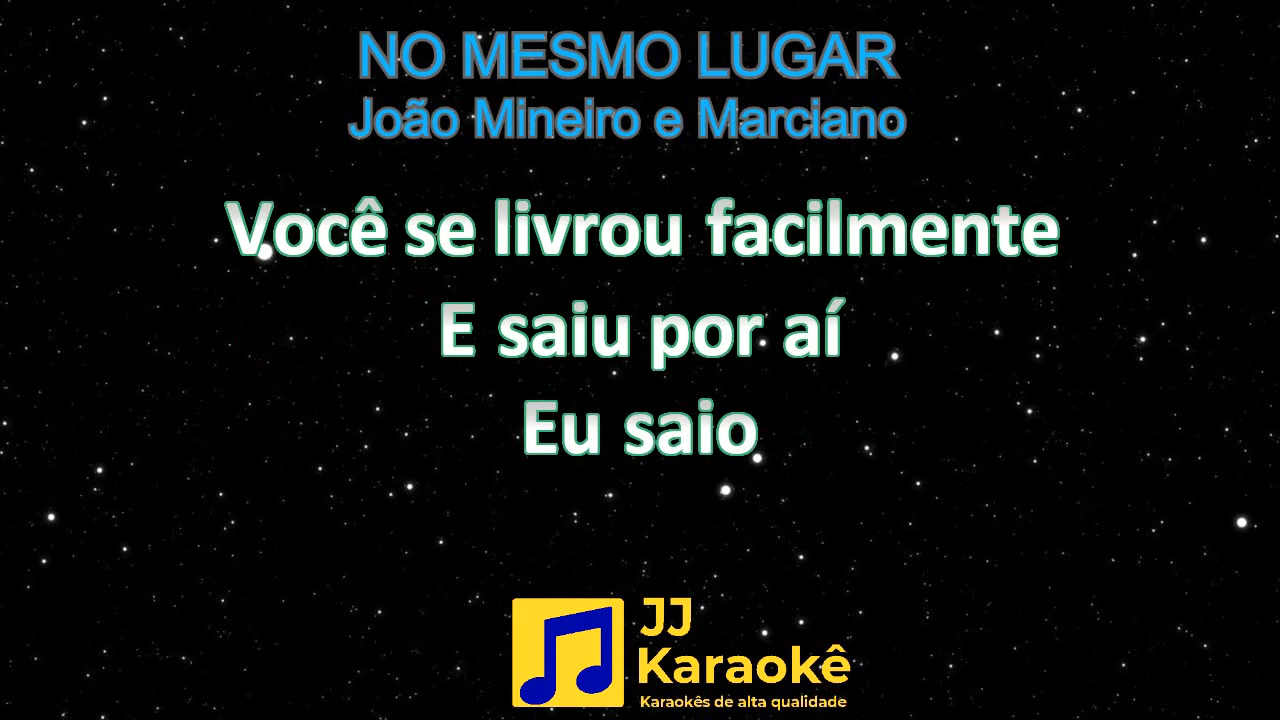 NO MESMO LUGAR
João Mineiro e Marciano
Você se livrou facilmente
E saiu por aí
Eu saio
JJ
Karaokê
Karaokês de alta qualidade